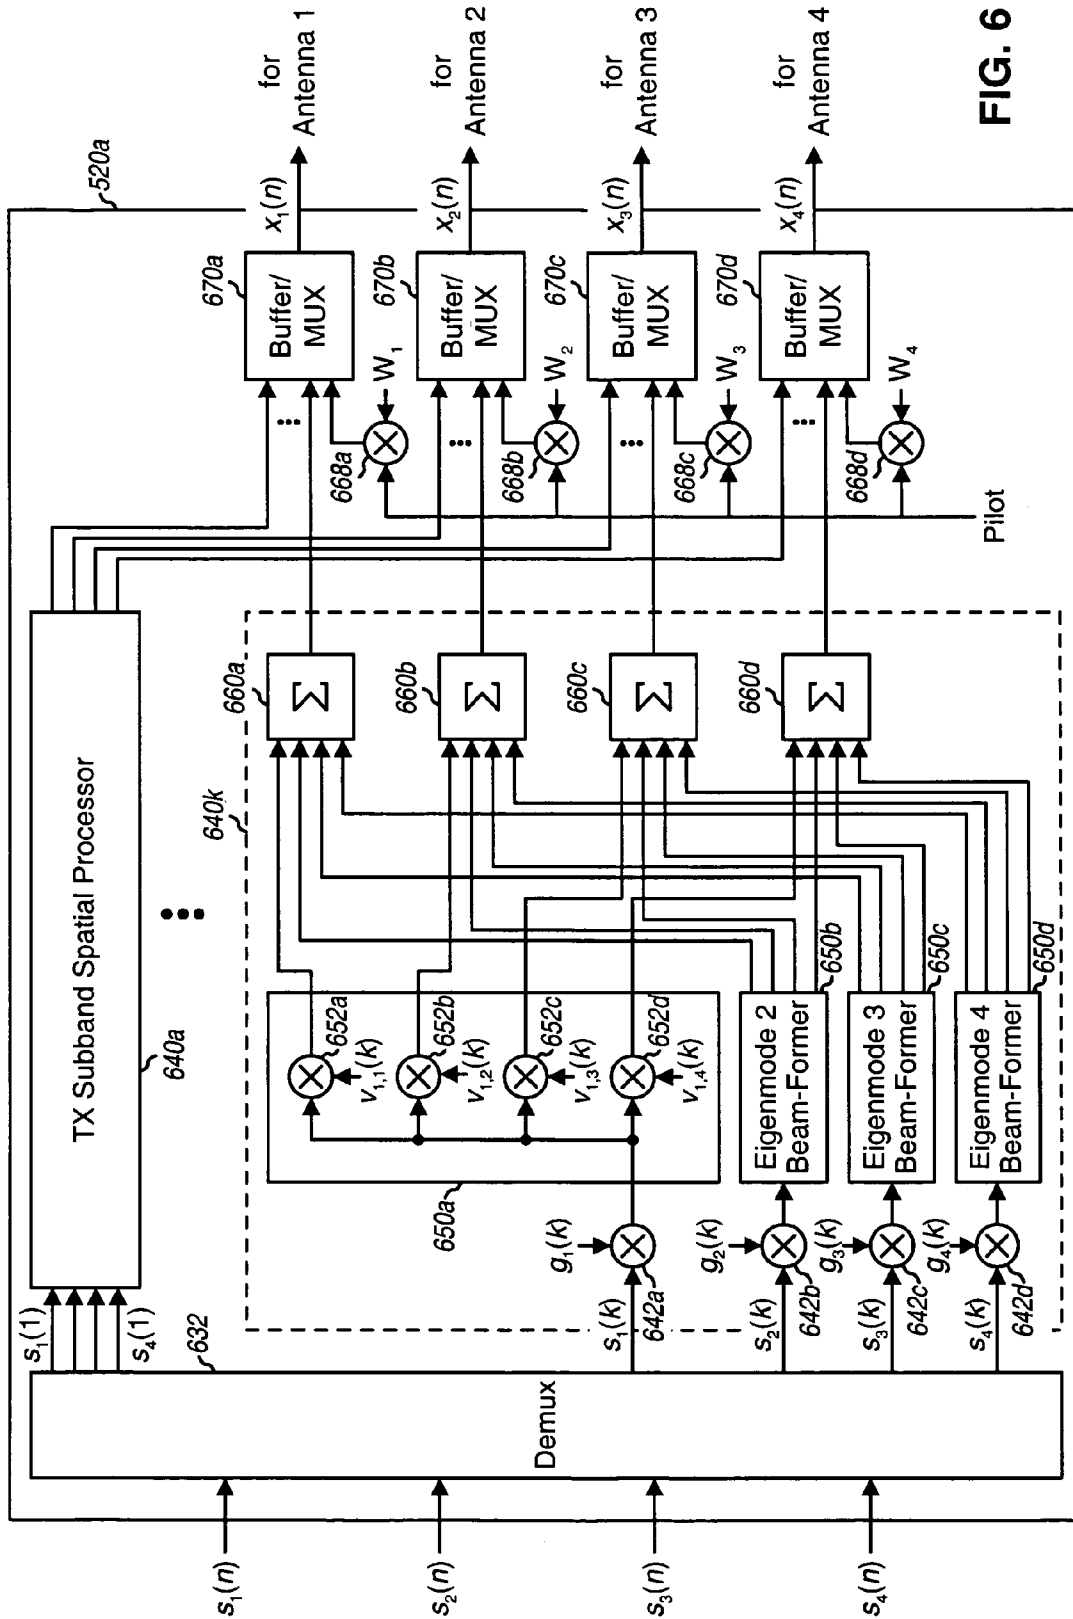 520a
TX Subband Spatial Processor
640a
s1(1)
s4(1)
632
Demux
s1(n)
s2(n)
s3(n)
s4(n)
640k
650a
652a
v1,1(k)
652b
v1,2(k)
652c
v1,3(k)
652d
v1,4(k)
g1(k)
s1(k)
642a
g2(k)
s2(k)
642b
g3(k)
s3(k)
642c
g4(k)
s4(k)
642d
Eigenmode 2
Beam-Former
650b
Eigenmode 3
Beam-Former
650c
Eigenmode 4
Beam-Former
650d
660a
Σ
660b
Σ
660c
Σ
660d
Σ
670a
Buffer/
MUX
x1(n)
for
Antenna 1
668a
W1
670b
Buffer/
MUX
x2(n)
for
Antenna 2
668b
W2
670c
Buffer/
MUX
x3(n)
for
Antenna 3
668c
W3
670d
Buffer/
MUX
x4(n)
for
Antenna 4
668d
W4
Pilot
FIG. 6